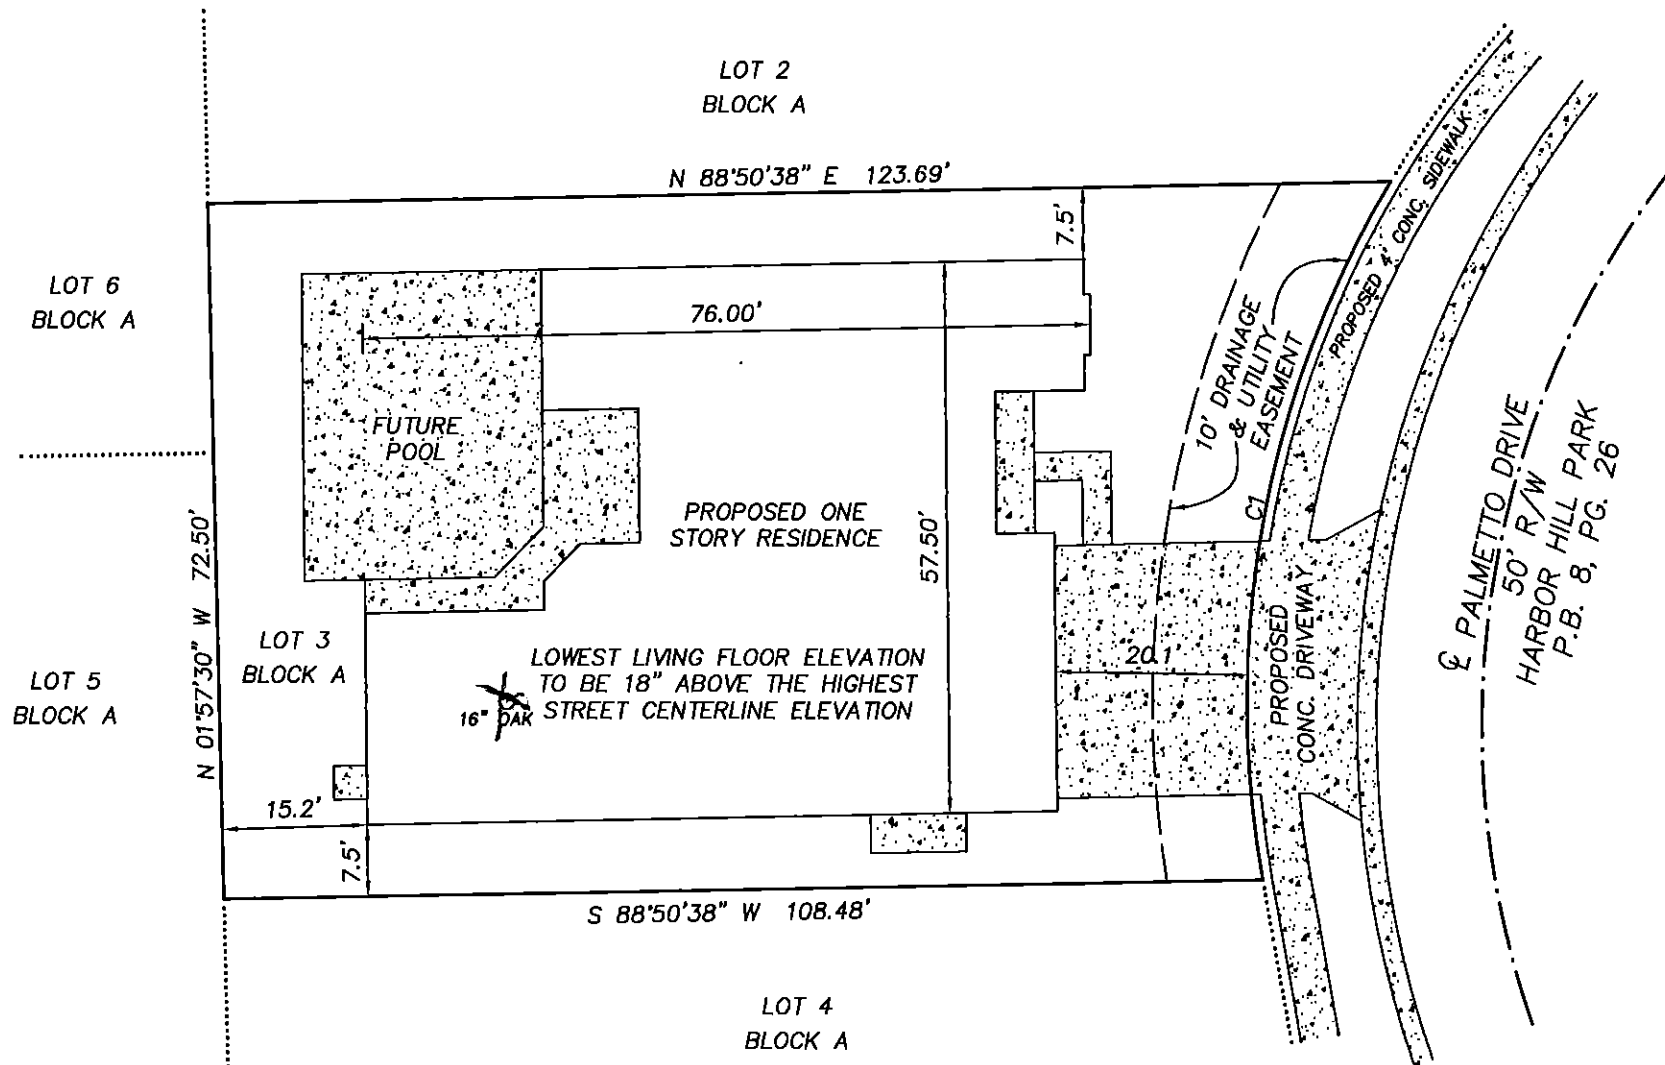 LOT 2
BLOCK A
N 88°50'38" E 123.69'
7.5'
LOT 6
BLOCK A
76.00'
10' DRAINAGE
& UTILITY
EASEMENT
PROPOSED 4' CONC. SIDEWALK
FUTURE
POOL
C1
PROPOSED ONE
STORY RESIDENCE
57.50'
℄ PALMETTO DRIVE
50' R/W
HARBOR HILL PARK
P.B. 8, PG. 26
N 01°57'30" W 72.50'
LOT 3
BLOCK A
LOT 5
BLOCK A
LOWEST LIVING FLOOR ELEVATION
TO BE 18" ABOVE THE HIGHEST
STREET CENTERLINE ELEVATION
16" OAK
20.1'
PROPOSED
CONC. DRIVEWAY
15.2'
7.5'
S 88°50'38" W 108.48'
LOT 4
BLOCK A